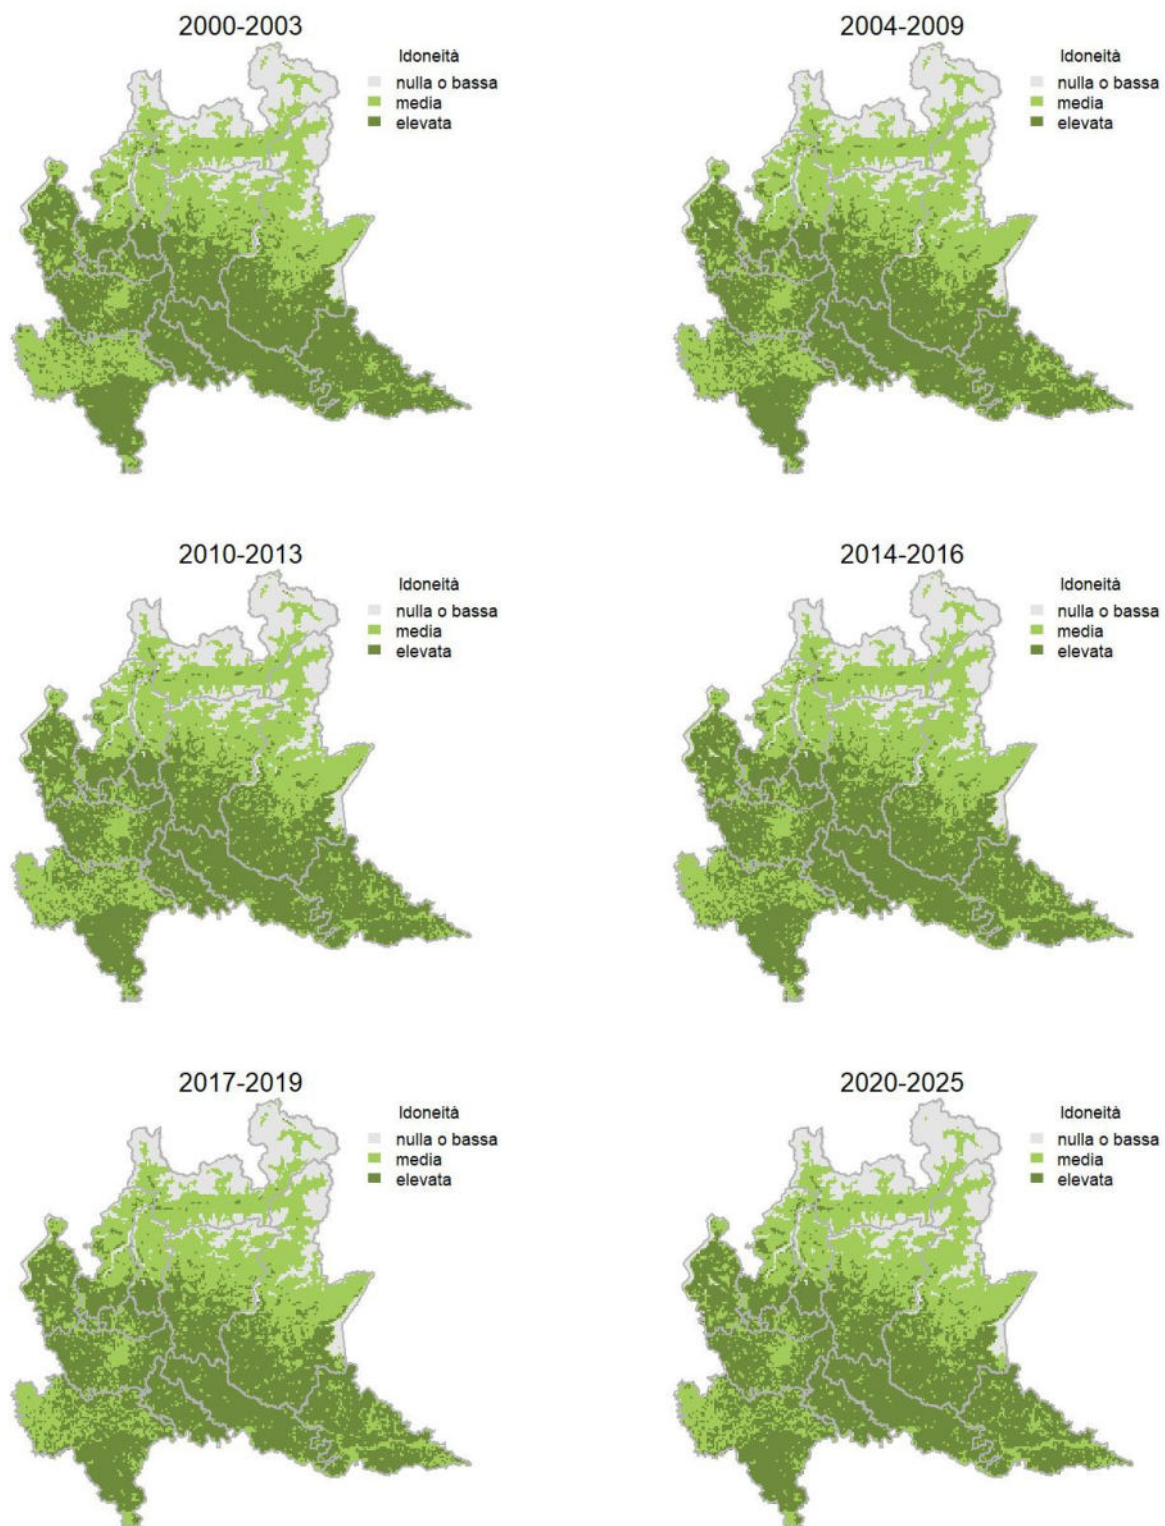 2000-2003
Idoneità
nulla o bassa
media
elevata
2004-2009
Idoneità
nulla o bassa
media
elevata
2010-2013
Idoneità
nulla o bassa
media
elevata
2014-2016
Idoneità
nulla o bassa
media
elevata
2017-2019
Idoneità
nulla o bassa
media
elevata
2020-2025
Idoneità
nulla o bassa
media
elevata